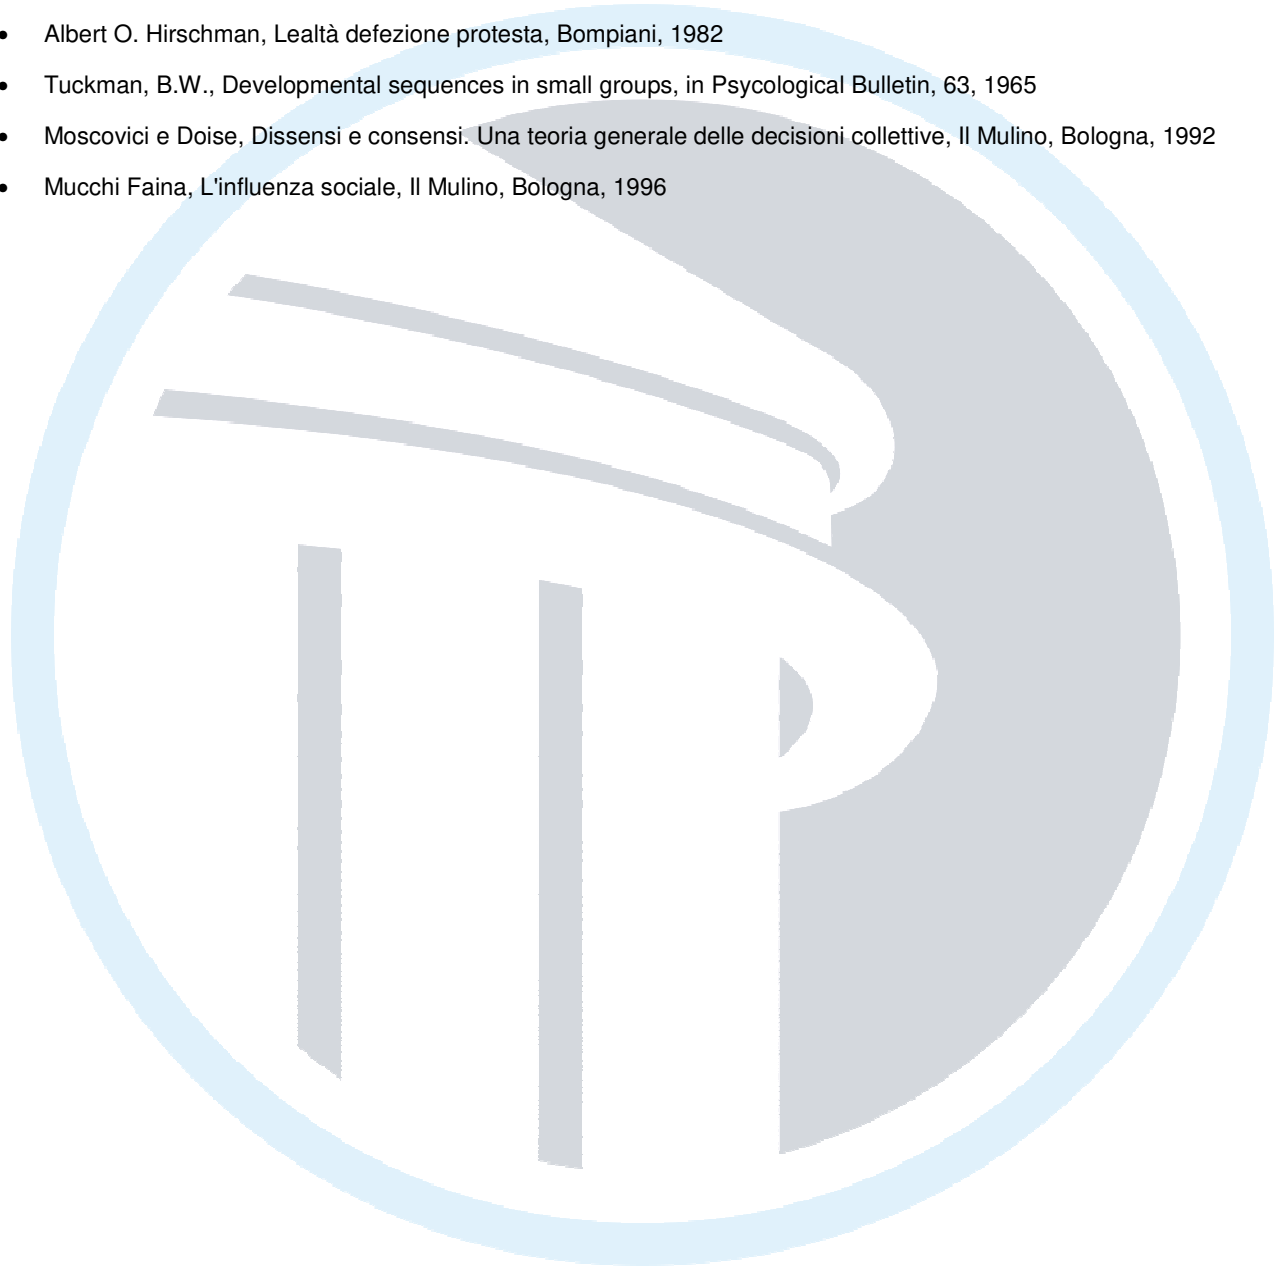 • Albert O. Hirschman, Lealtà defezione protesta, Bompiani, 1982
• Tuckman, B.W., Developmental sequences in small groups, in Psycological Bulletin, 63, 1965
• Moscovici e Doise, Dissensi e consensi. Una teoria generale delle decisioni collettive, Il Mulino, Bologna, 1992
• Mucchi Faina, L'influenza sociale, Il Mulino, Bologna, 1996